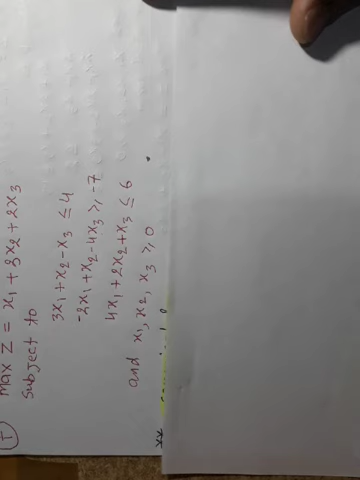 (1) Max Z = x₁ + 3x₂ + 2x₃
Subject to
3x₁ + x₂ - x₃ ≤ 4
-2x₁ + x₂ - 4x₃ ≥ -7
4x₁ + 2x₂ + x₃ ≤ 6
and x₁, x₂, x₃ ≥ 0